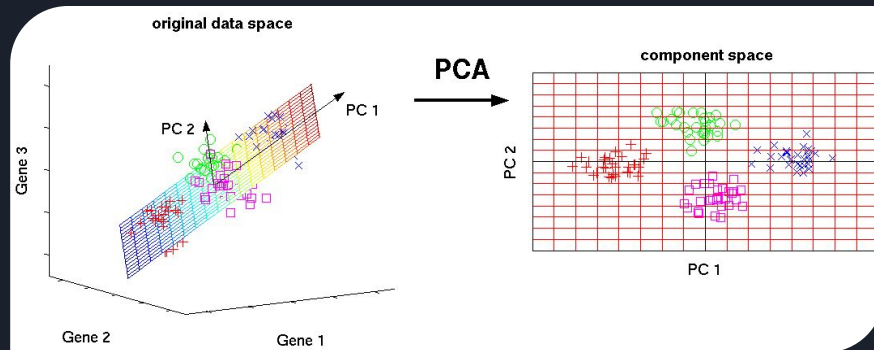 original data space
Gene 3
PC 2
PC 1
Gene 2
Gene 1
PCA
component space
PC 2
PC 1